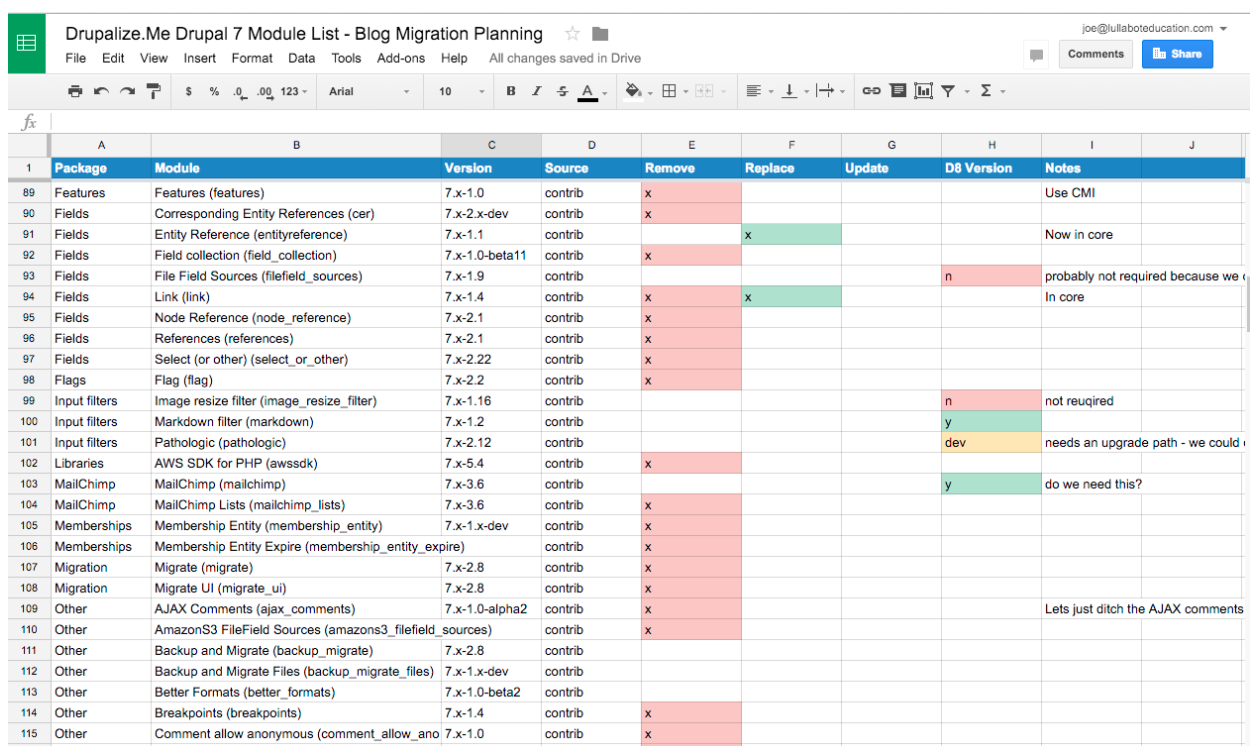 Drupalize.Me Drupal 7 Module List - Blog Migration Planning
joe@lullaboteducation.com
File Edit View Insert Format Data Tools Add-ons Help All changes saved in Drive
Comments Share
$ % .0 .00 123 Arial 10 B I S A
fx
A B C D E F G H I J
1 Package Module Version Source Remove Replace Update D8 Version Notes
89 Features Features (features) 7.x-1.0 contrib x Use CMI
90 Fields Corresponding Entity References (cer) 7.x-2.x-dev contrib x
91 Fields Entity Reference (entityreference) 7.x-1.1 contrib x Now in core
92 Fields Field collection (field_collection) 7.x-1.0-beta11 contrib x
93 Fields File Field Sources (filefield_sources) 7.x-1.9 contrib n probably not required because we
94 Fields Link (link) 7.x-1.4 contrib x x In core
95 Fields Node Reference (node_reference) 7.x-2.1 contrib x
96 Fields References (references) 7.x-2.1 contrib x
97 Fields Select (or other) (select_or_other) 7.x-2.22 contrib x
98 Flags Flag (flag) 7.x-2.2 contrib x
99 Input filters Image resize filter (image_resize_filter) 7.x-1.16 contrib n not reuqired
100 Input filters Markdown filter (markdown) 7.x-1.2 contrib y
101 Input filters Pathologic (pathologic) 7.x-2.12 contrib dev needs an upgrade path - we could
102 Libraries AWS SDK for PHP (awssdk) 7.x-5.4 contrib x
103 MailChimp MailChimp (mailchimp) 7.x-3.6 contrib y do we need this?
104 MailChimp MailChimp Lists (mailchimp_lists) 7.x-3.6 contrib x
105 Memberships Membership Entity (membership_entity) 7.x-1.x-dev contrib x
106 Memberships Membership Entity Expire (membership_entity_expire) contrib x
107 Migration Migrate (migrate) 7.x-2.8 contrib x
108 Migration Migrate UI (migrate_ui) 7.x-2.8 contrib x
109 Other AJAX Comments (ajax_comments) 7.x-1.0-alpha2 contrib x Lets just ditch the AJAX comments
110 Other AmazonS3 FileField Sources (amazons3_filefield_sources) contrib x
111 Other Backup and Migrate (backup_migrate) 7.x-2.8 contrib
112 Other Backup and Migrate Files (backup_migrate_files) 7.x-1.x-dev contrib
113 Other Better Formats (better_formats) 7.x-1.0-beta2 contrib
114 Other Breakpoints (breakpoints) 7.x-1.4 contrib x
115 Other Comment allow anonymous (comment_allow_ano 7.x-1.0 contrib x